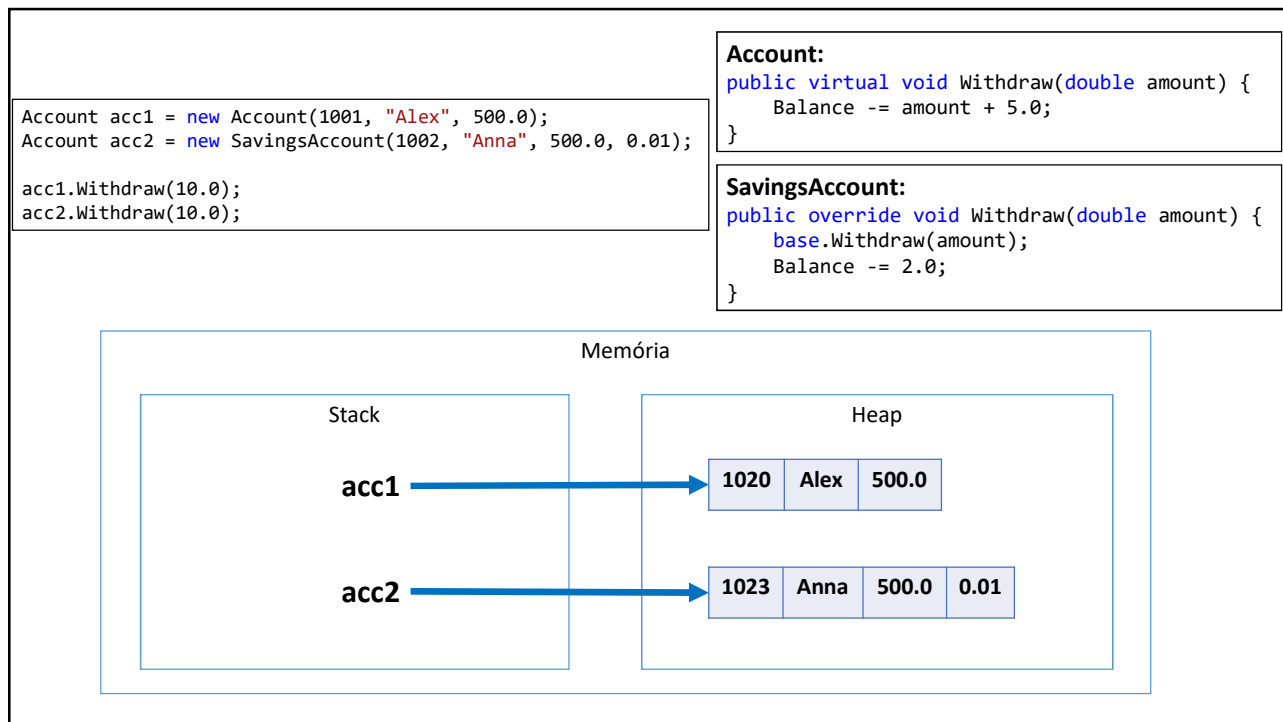 Account acc1 = new Account(1001, "Alex", 500.0);
Account acc2 = new SavingsAccount(1002, "Anna", 500.0, 0.01);
acc1.Withdraw(10.0);
acc2.Withdraw(10.0);
Account:
public virtual void Withdraw(double amount) {
    Balance -= amount + 5.0;
}
SavingsAccount:
public override void Withdraw(double amount) {
    base.Withdraw(amount);
    Balance -= 2.0;
}
Memória
Stack
Heap
acc1
1020 Alex 500.0
acc2
1023 Anna 500.0 0.01